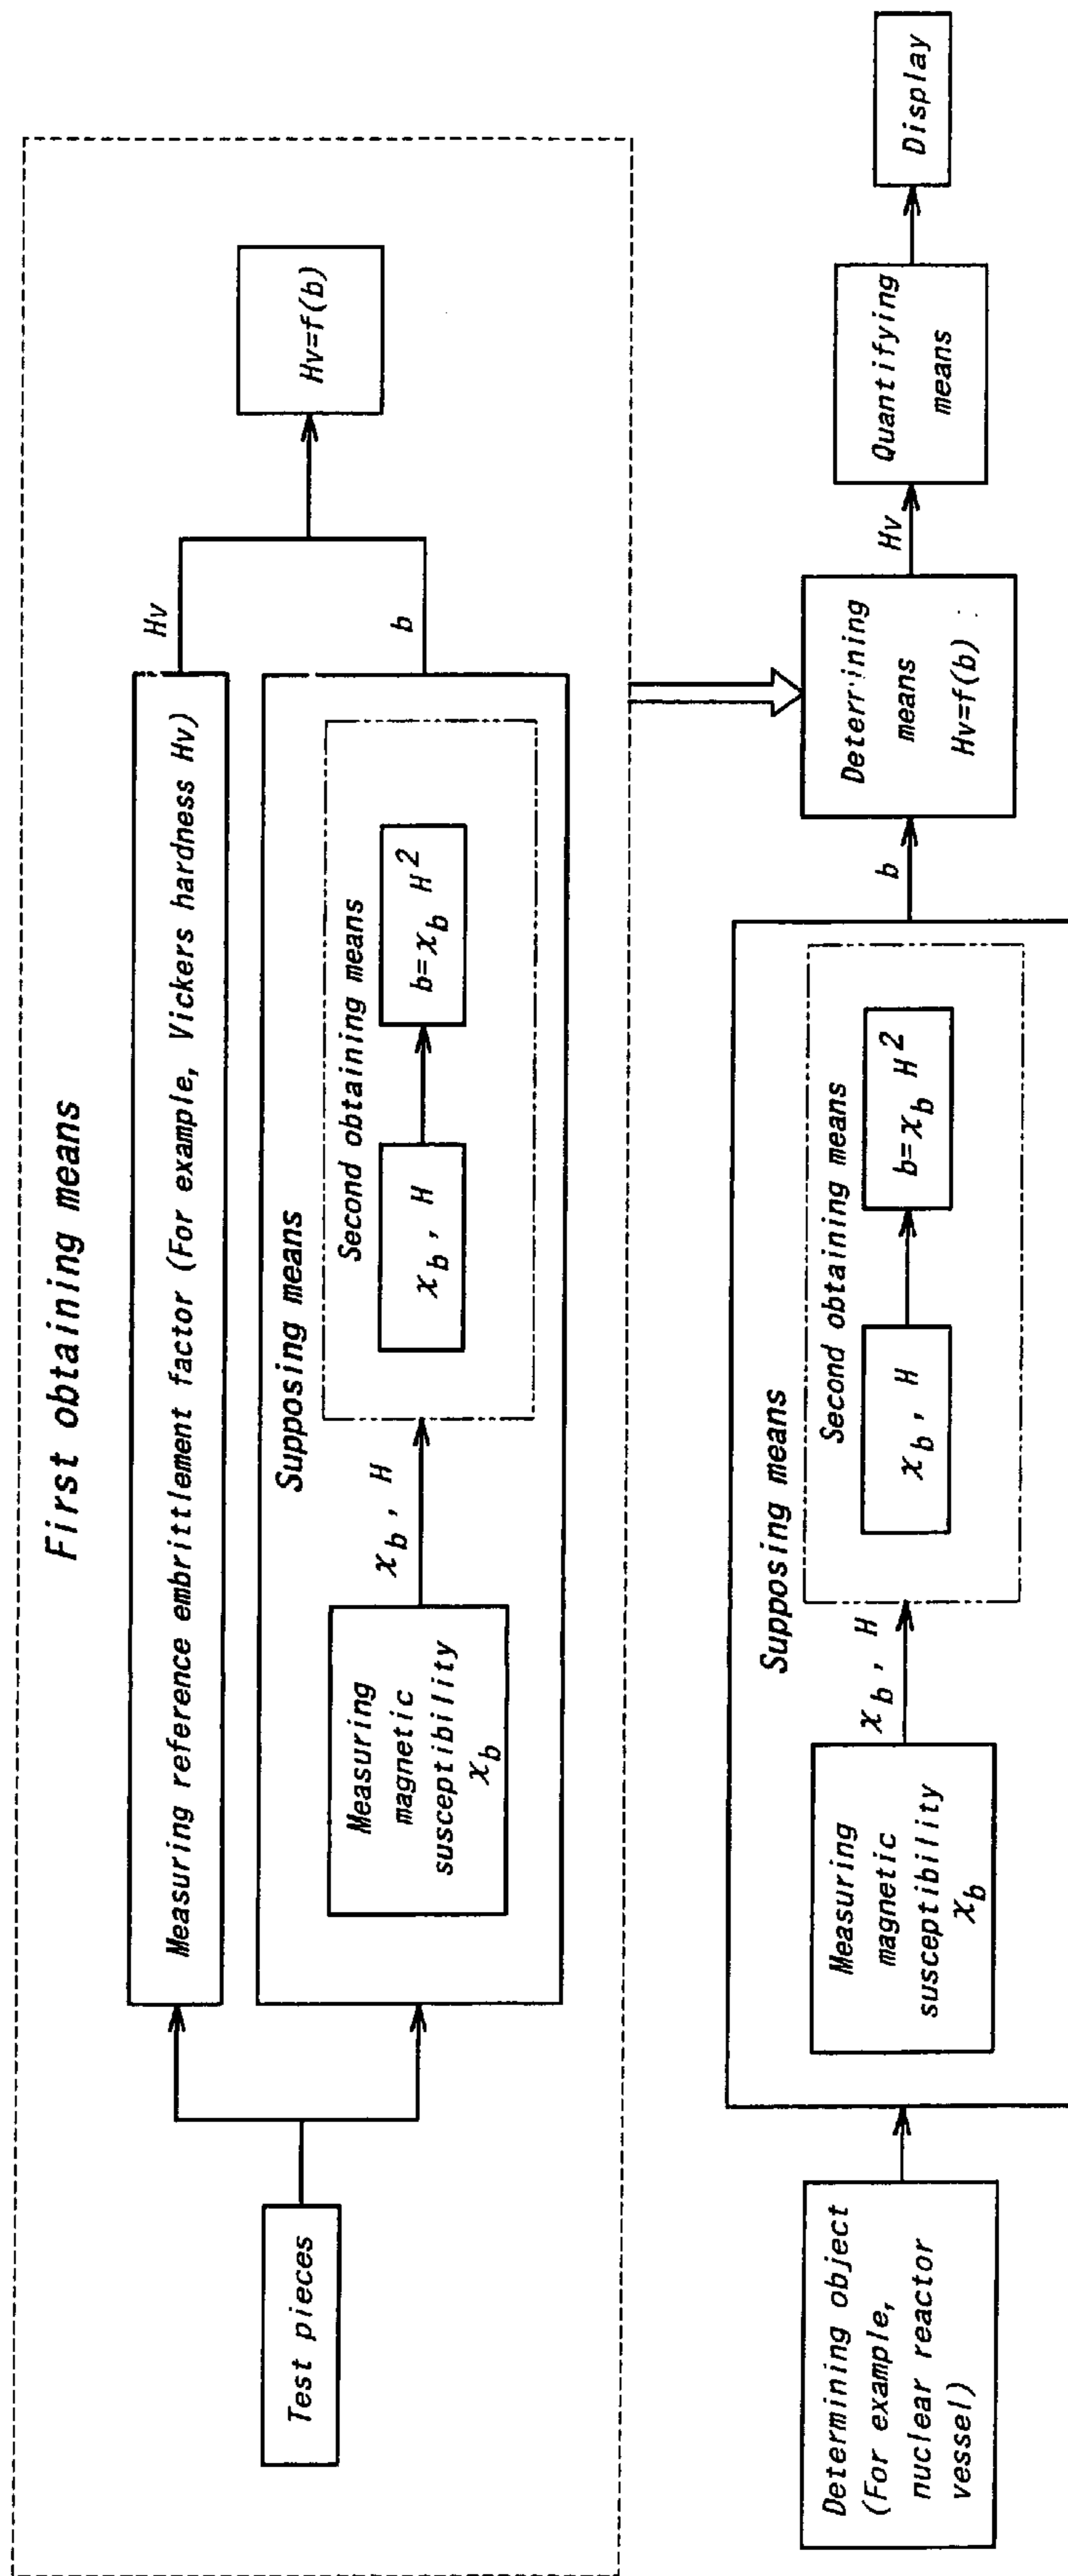 First obtaining means
Test pieces
Measuring reference embrittlement factor (For example, Vickers hardness Hv)
Supposing means
Measuring
magnetic
susceptibility
χb
χb, H
Second obtaining means
χb, H
b=χb H²
Hv
b
Hv=f(b)
Determining object
(For example,
nuclear reactor
vessel)
Supposing means
Measuring
magnetic
susceptibility
χb
χb, H
Second obtaining means
χb, H
b=χb H²
b
Determining
means
Hv=f(b)
Hv
Quantifying
means
Display